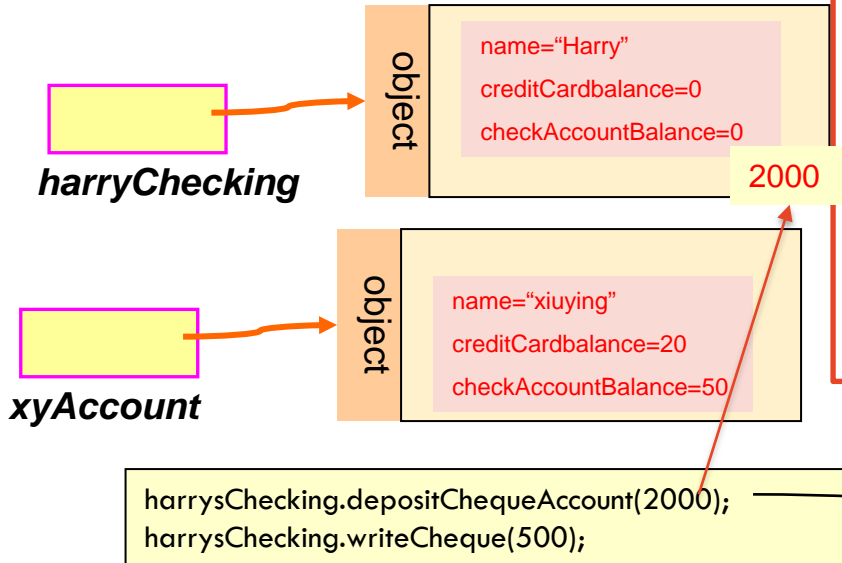 object
name=“Harry”
creditCardbalance=0
checkAccountBalance=0
2000
harryChecking
object
name=“xiuying”
creditCardbalance=20
checkAccountBalance=50
xyAccount
harrysChecking.depositChequeAccount(2000);
harrysChecking.writeCheque(500);